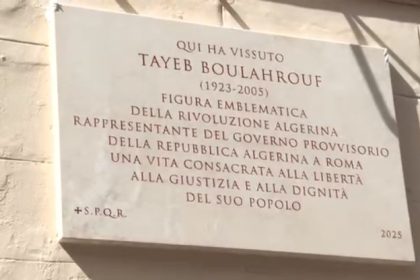 QUI HA VISSUTO
TAYEB BOULAHROUF
(1923-2005)
FIGURA EMBLEMATICA
DELLA RIVOLUZIONE ALGERINA
RAPPRESENTANTE DEL GOVERNO PROVVISORIO
DELLA REPUBBLICA ALGERINA A ROMA
UNA VITA CONSACRATA ALLA LIBERTÀ
ALLA GIUSTIZIA E ALLA DIGNITÀ
DEL SUO POPOLO
+S.P.Q.R. 2025